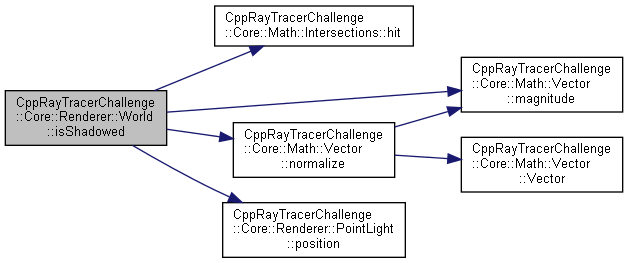 CppRayTracerChallenge
::Core::Renderer::World
::isShadowed
CppRayTracerChallenge
::Core::Math::Intersections::hit
CppRayTracerChallenge
::Core::Math::Vector
::magnitude
CppRayTracerChallenge
::Core::Math::Vector
::normalize
CppRayTracerChallenge
::Core::Math::Vector
::Vector
CppRayTracerChallenge
::Core::Renderer::PointLight
::position